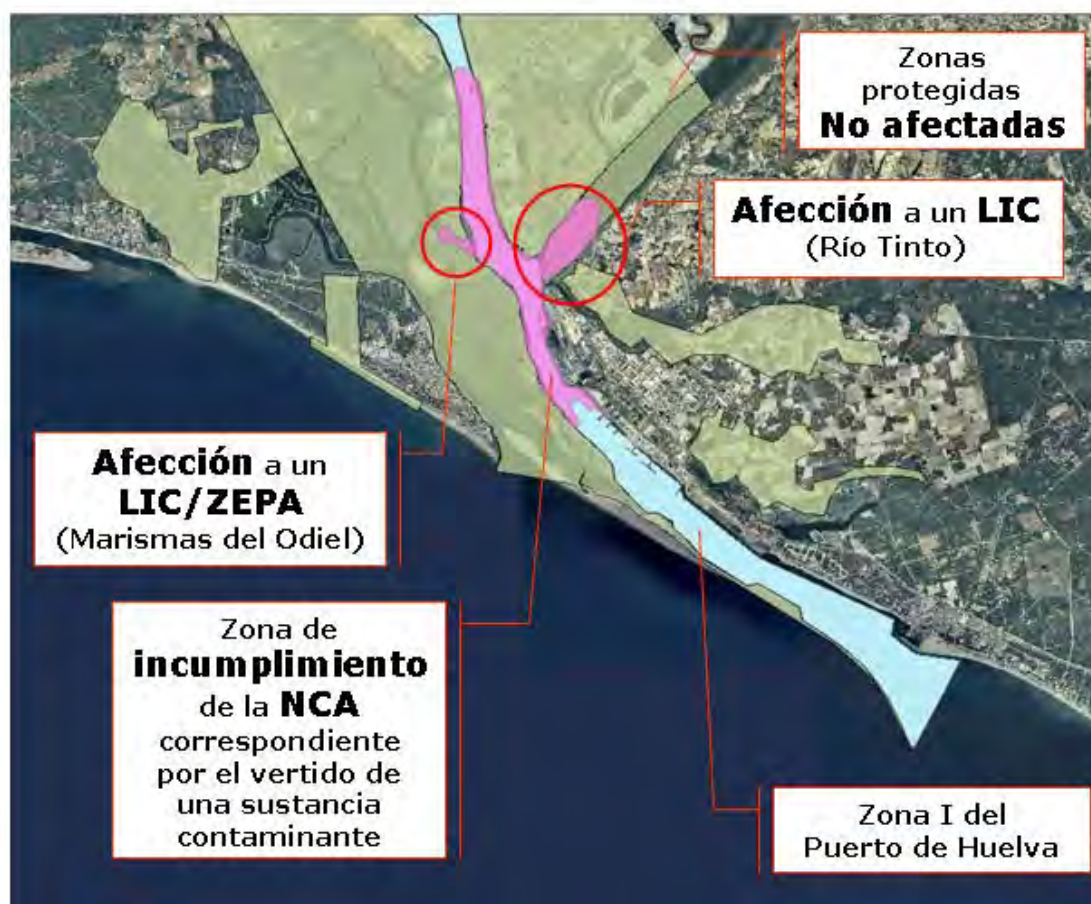 Zonas
protegidas
No afectadas
Afección a un LIC
(Río Tinto)
Afección a un
LIC/ZEPA
(Marismas del Odiel)
Zona de
incumplimiento
de la NCA
correspondiente
por el vertido de
una sustancia
contaminante
Zona I del
Puerto de Huelva